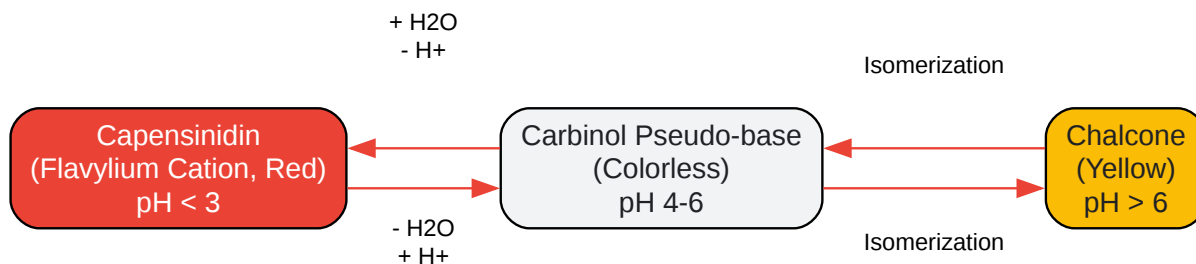 + H2O
- H+
Isomerization
Capensinidin
(Flavylium Cation, Red)
pH < 3
Carbinol Pseudo-base
(Colorless)
pH 4-6
Chalcone
(Yellow)
pH > 6
- H2O
+ H+
Isomerization